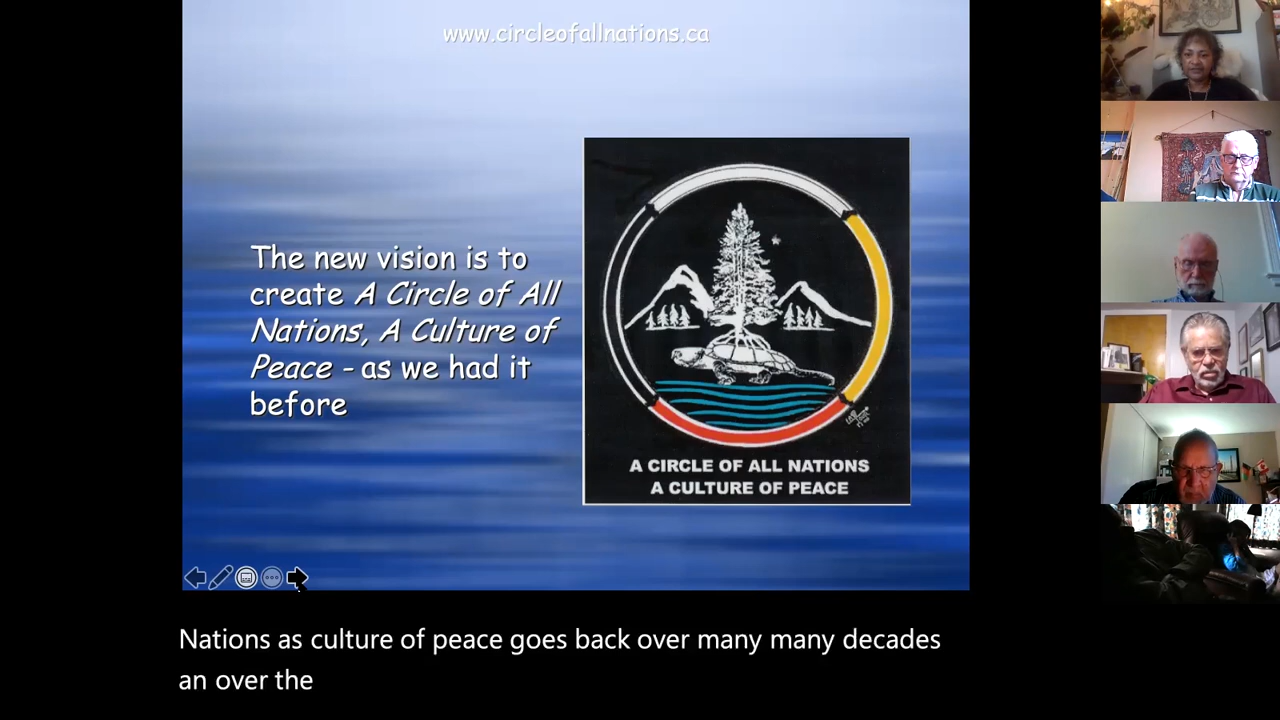 www.circleofallnations.ca
The new vision is to
create A Circle of All
Nations, A Culture of
Peace - as we had it
before
A CIRCLE OF ALL NATIONS
A CULTURE OF PEACE
Nations as culture of peace goes back over many many decades
an over the